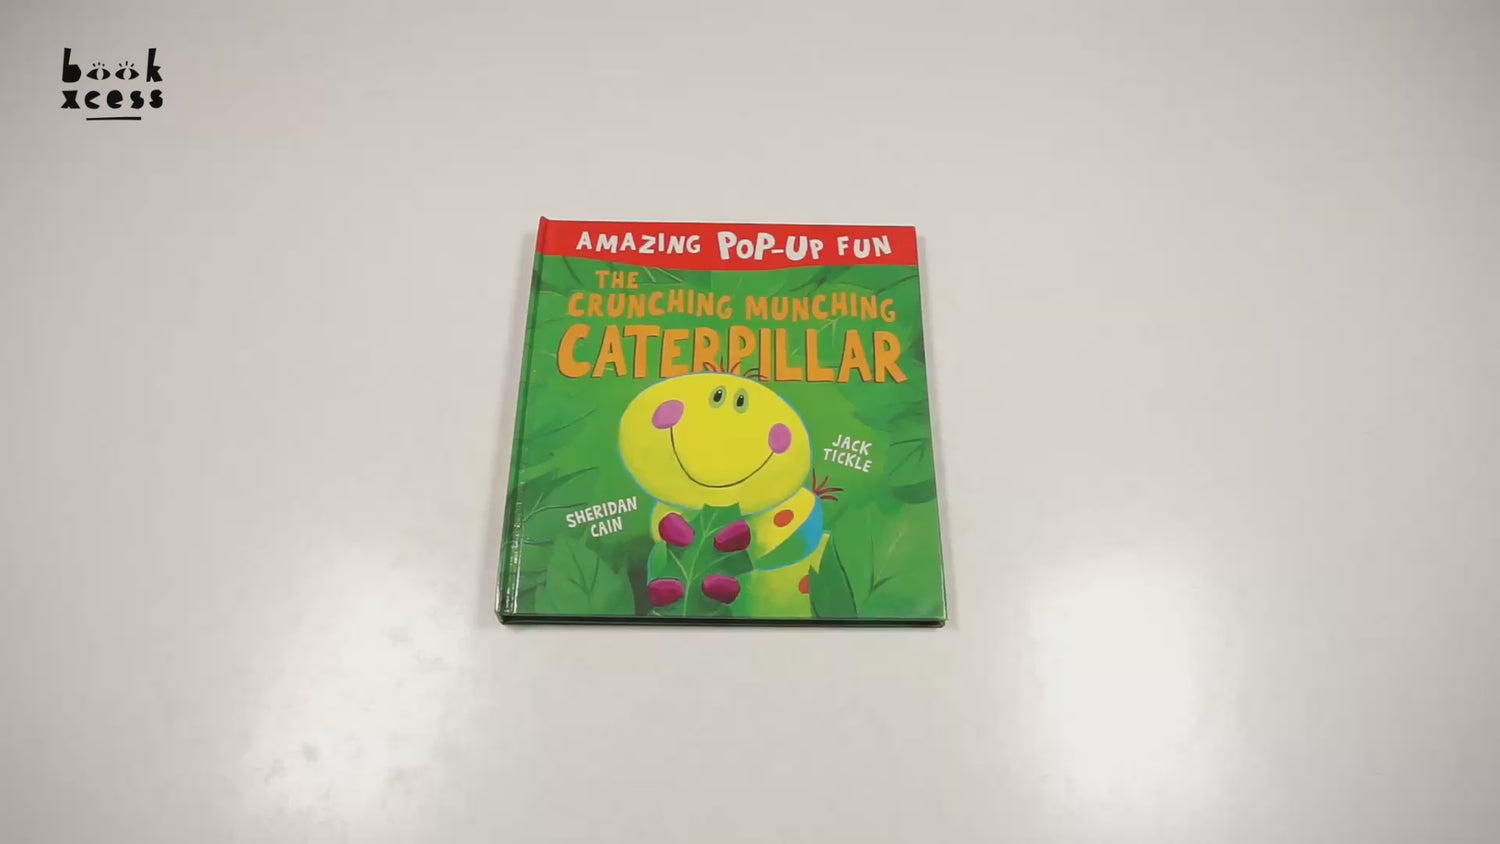 book
xcess
AMAZING POP-UP FUN
THE
CRUNCHING MUNCHING
CATERPILLAR
JACK
TICKLE
SHERIDAN
CAIN